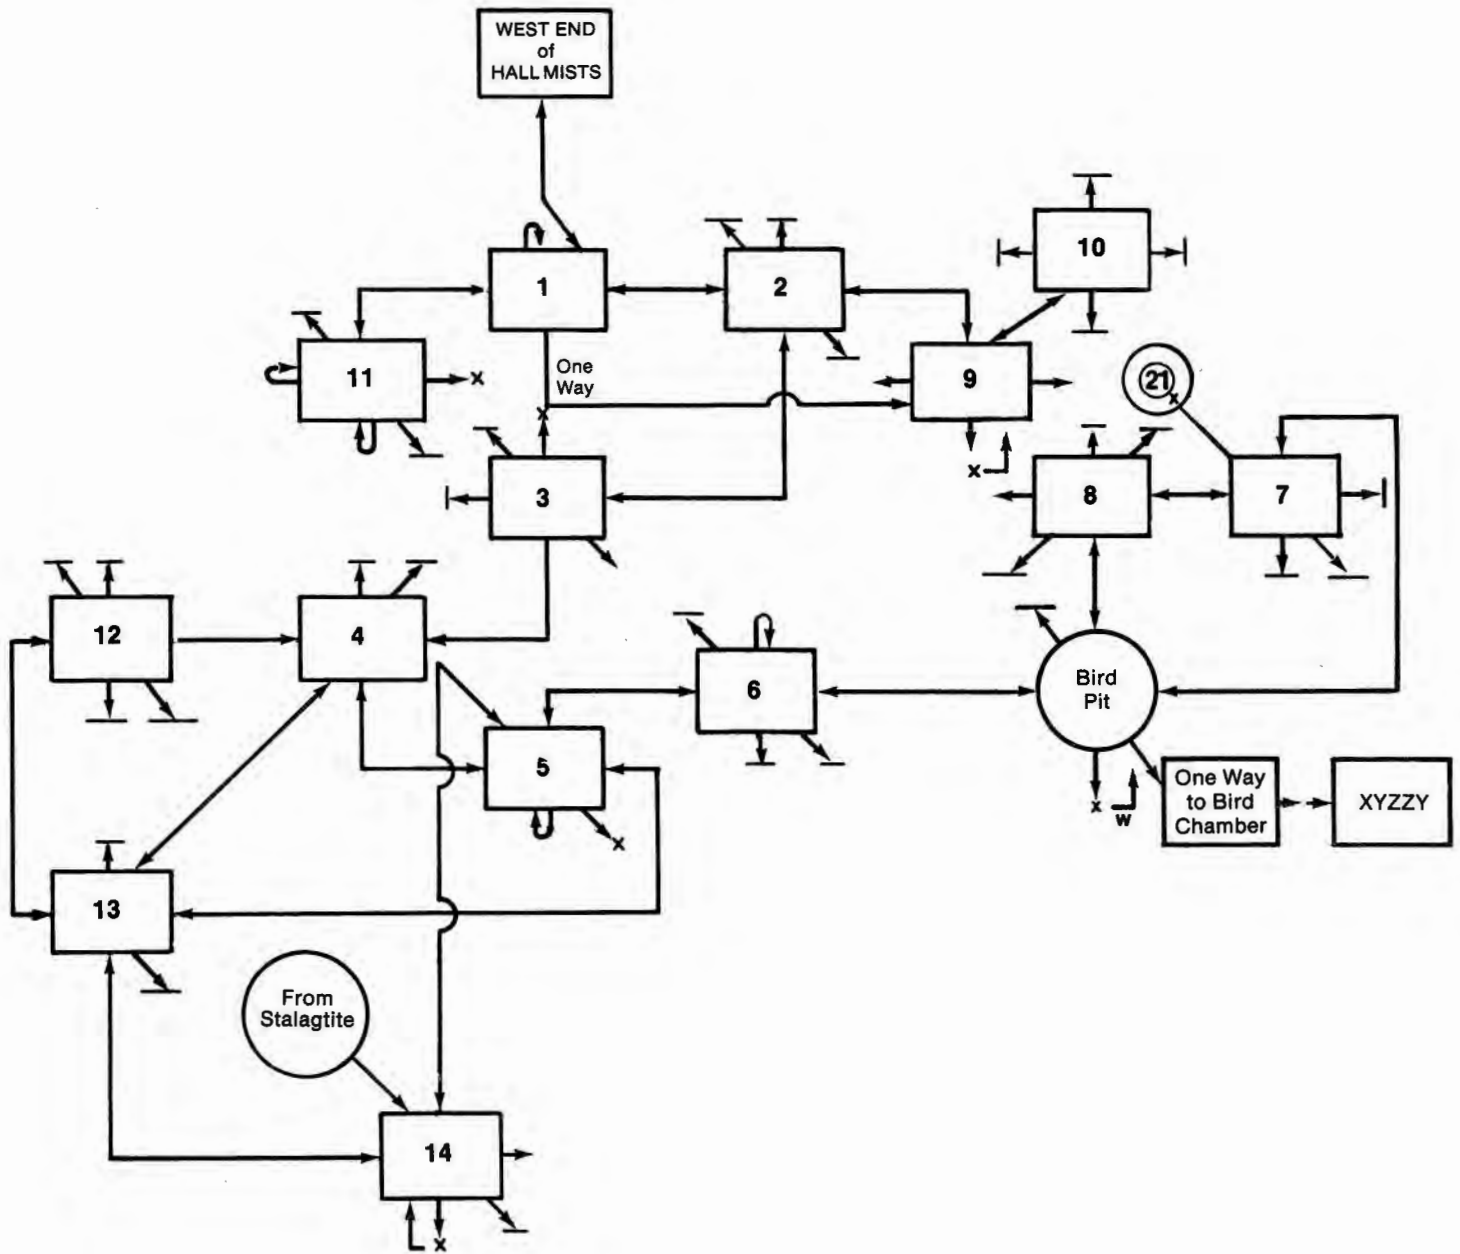 WEST END
of
HALL MISTS
10
1
2
11
x
One
Way
9
21
x
x
3
x
8
7
12
4
6
Bird
Pit
5
x
x
W
One Way
to Bird
Chamber
XYZZY
13
From
Stalagtite
14
x